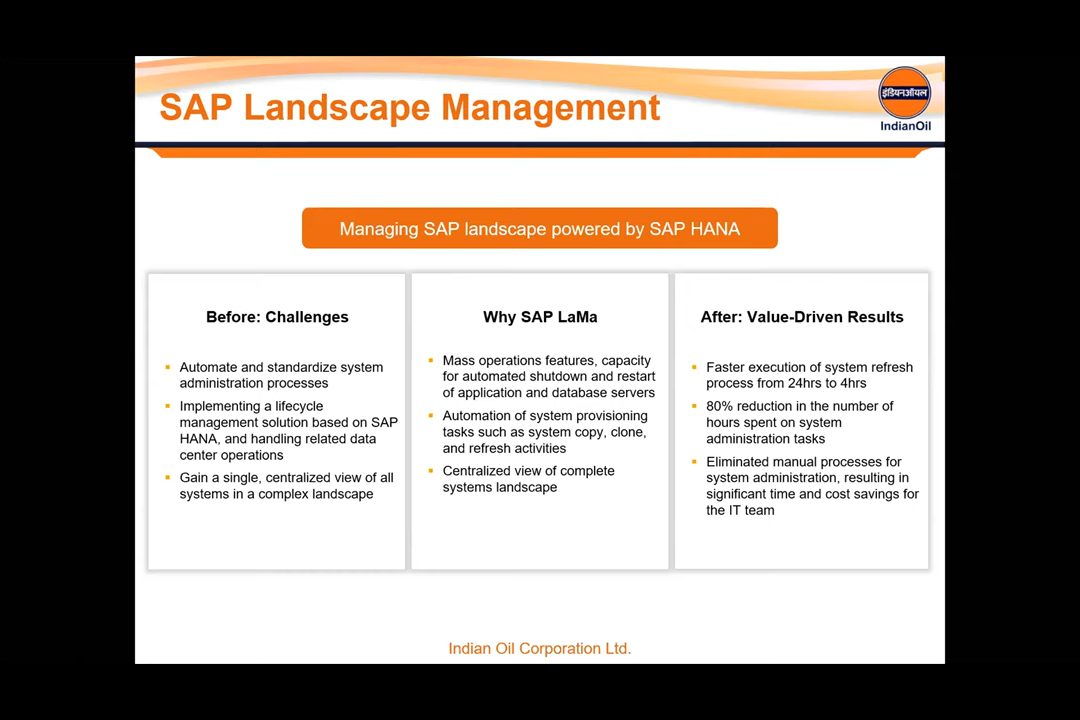 SAP Landscape Management
इंडियनऑयल
IndianOil
Managing SAP landscape powered by SAP HANA
Before: Challenges
▪ Automate and standardize system
administration processes
▪ Implementing a lifecycle
management solution based on SAP
HANA, and handling related data
center operations
▪ Gain a single, centralized view of all
systems in a complex landscape
Why SAP LaMa
▪ Mass operations features, capacity
for automated shutdown and restart
of application and database servers
▪ Automation of system provisioning
tasks such as system copy, clone,
and refresh activities
▪ Centralized view of complete
systems landscape
After: Value-Driven Results
▪ Faster execution of system refresh
process from 24hrs to 4hrs
▪ 80% reduction in the number of
hours spent on system
administration tasks
▪ Eliminated manual processes for
system administration, resulting in
significant time and cost savings for
the IT team
Indian Oil Corporation Ltd.